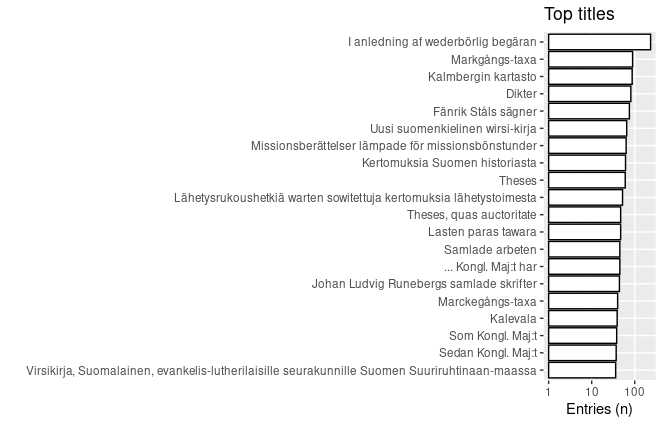 Top titles
I anledning af wederbörlig begäran
Markgångs-taxa
Kalmbergin kartasto
Dikter
Fänrik Ståls sägner
Uusi suomenkielinen wirsi-kirja
Missionsberättelser lämpade för missionsbönstunder
Kertomuksia Suomen historiasta
Theses
Lähetysrukoushetkiä warten sowitettuja kertomuksia lähetystoimesta
Theses, quas auctoritate
Lasten paras tawara
Samlade arbeten
... Kongl. Maj:t har
Johan Ludvig Runebergs samlade skrifter
Marckegångs-taxa
Kalevala
Som Kongl. Maj:t
Sedan Kongl. Maj:t
Virsikirja, Suomalainen, evankelis-lutherilaisille seurakunnille Suomen Suuriruhtinaan-maassa
1 10 100
Entries (n)